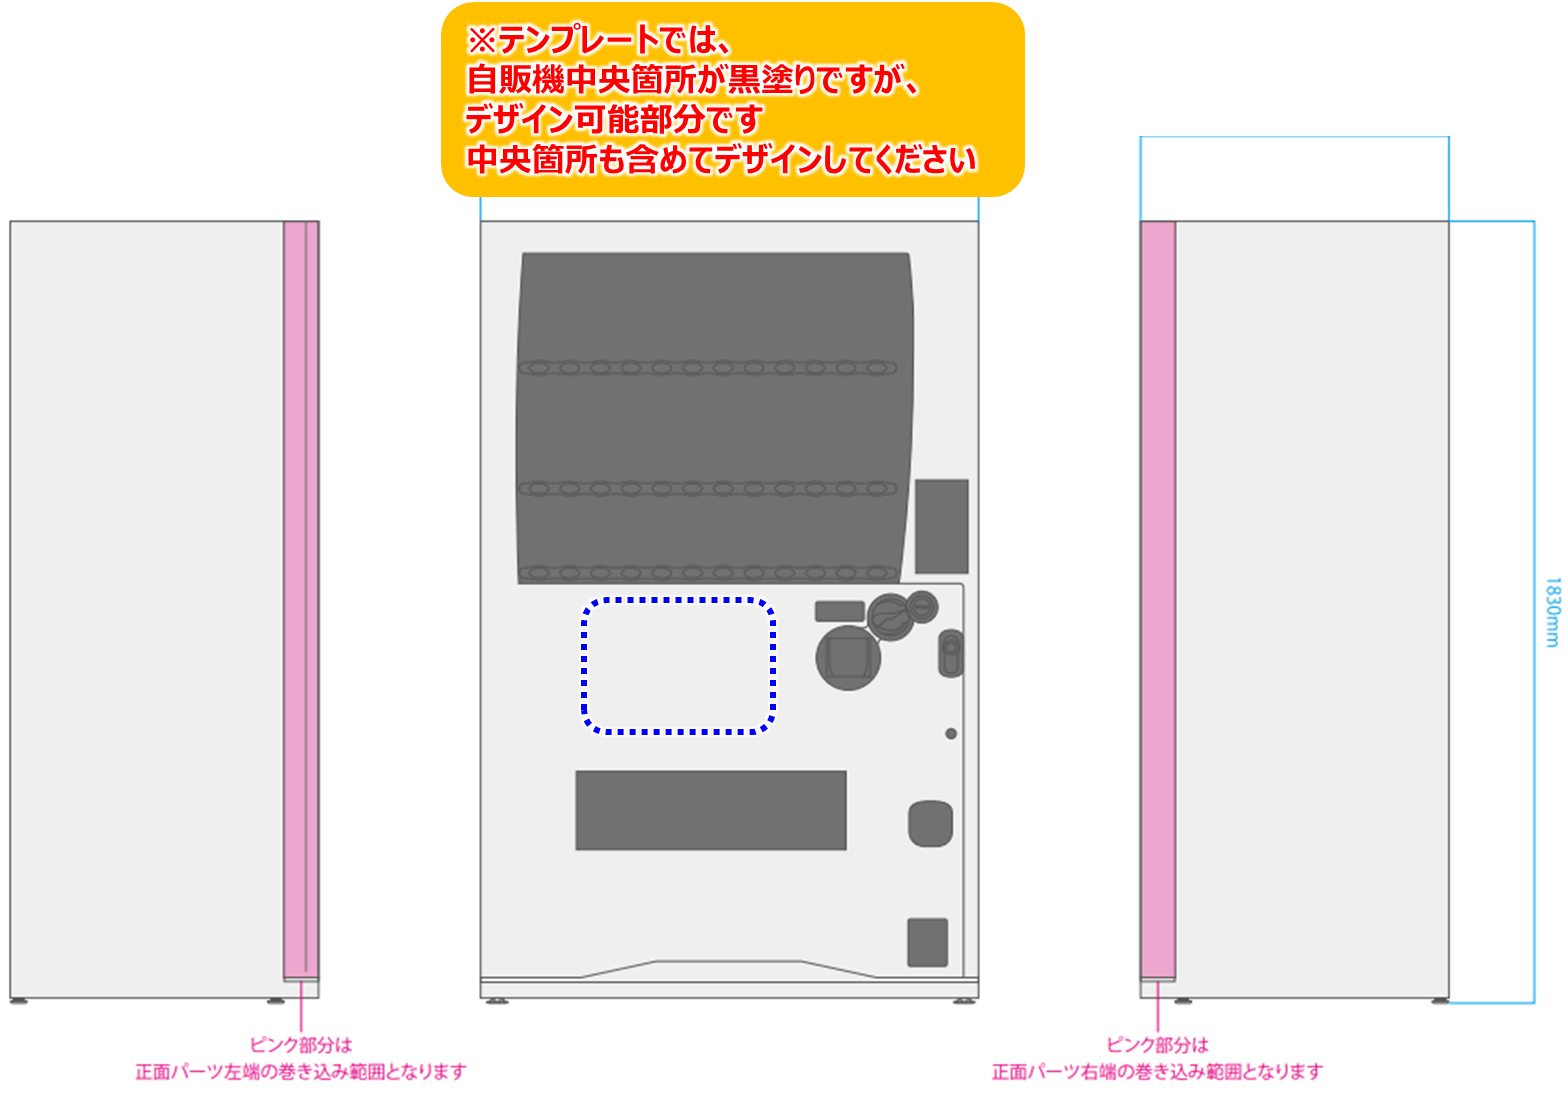 ※テンプレートでは、
自販機中央箇所が黒塗りですが、
デザイン可能部分です
中央箇所も含めてデザインしてください
1830mm
ピンク部分は
正面パーツ左端の巻き込み範囲となります
ピンク部分は
正面パーツ右端の巻き込み範囲となります